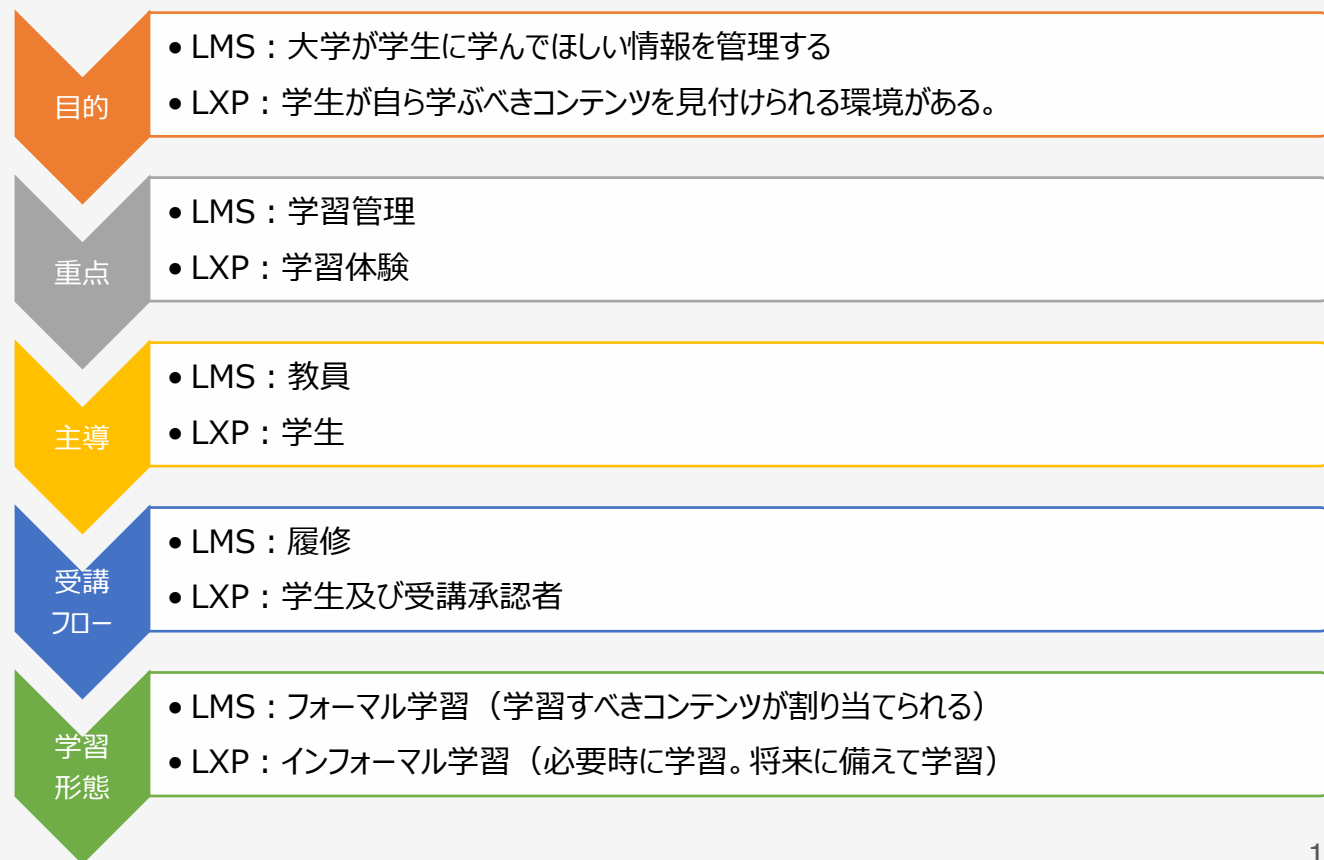 目的
• LMS：大学が学生に学んでほしい情報を管理する
• LXP：学生が自ら学ぶべきコンテンツを見付けられる環境がある。
重点
• LMS：学習管理
• LXP：学習体験
主導
• LMS：教員
• LXP：学生
受講
フロー
• LMS：履修
• LXP：学生及び受講承認者
学習
形態
• LMS：フォーマル学習（学習すべきコンテンツが割り当てられる）
• LXP：インフォーマル学習（必要時に学習。将来に備えて学習）
1